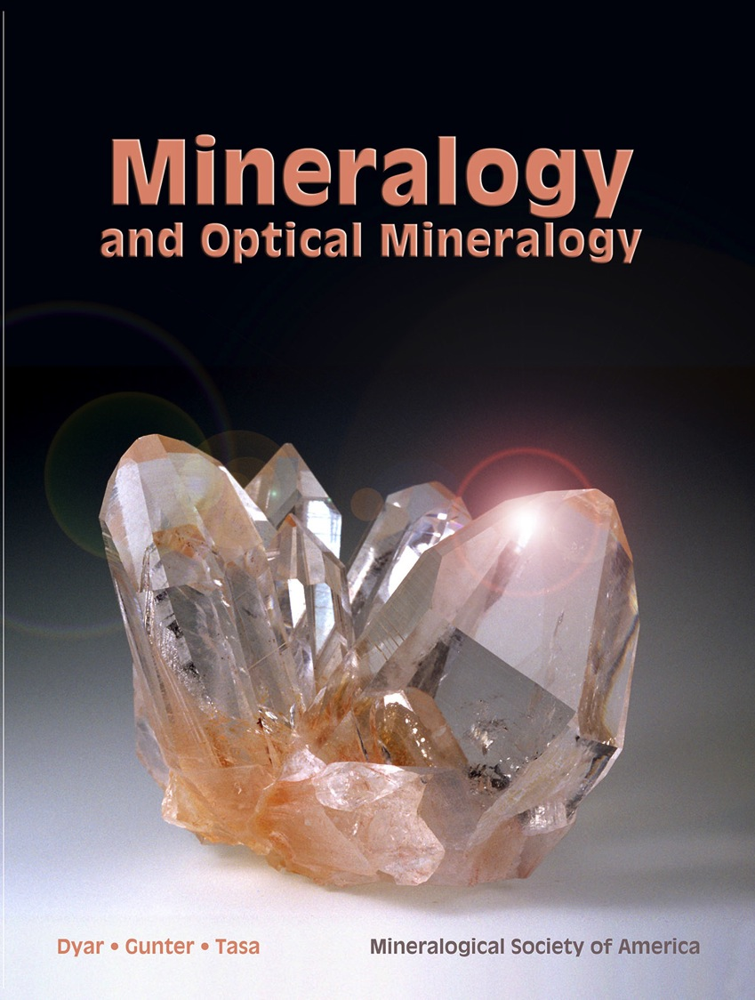 Mineralogy
and Optical Mineralogy
Dyar • Gunter • Tasa
Mineralogical Society of America